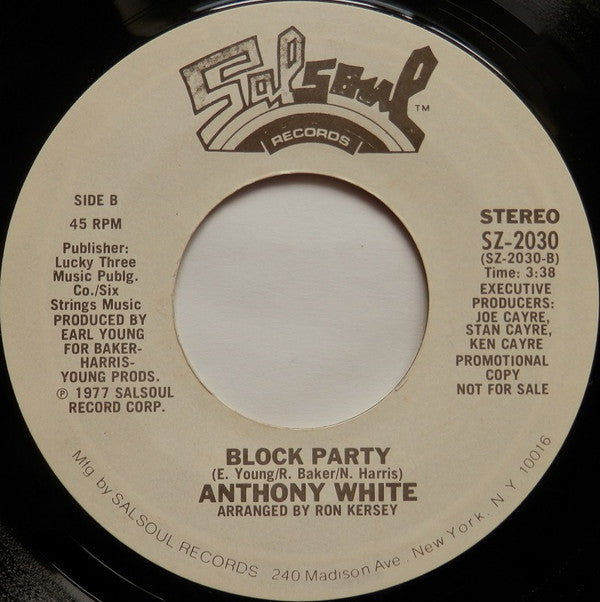 Salsoul ™
RECORDS
SIDE B
45 RPM
Publisher:
Lucky Three
Music Publg.
Co./Six
Strings Music
PRODUCED BY
EARL YOUNG
FOR BAKER-
HARRIS-
YOUNG PRODS.
℗ 1977 SALSOUL
RECORD CORP.
STEREO
SZ-2030
(SZ-2030-B)
Time: 3:38
EXECUTIVE
PRODUCERS:
JOE CAYRE,
STAN CAYRE,
KEN CAYRE
PROMOTIONAL
COPY
NOT FOR SALE
BLOCK PARTY
(E. Young/R. Baker/N. Harris)
ANTHONY WHITE
ARRANGED BY RON KERSEY
Mfg by SALSOUL RECORDS 240 Madison Ave. New York, N Y 10016